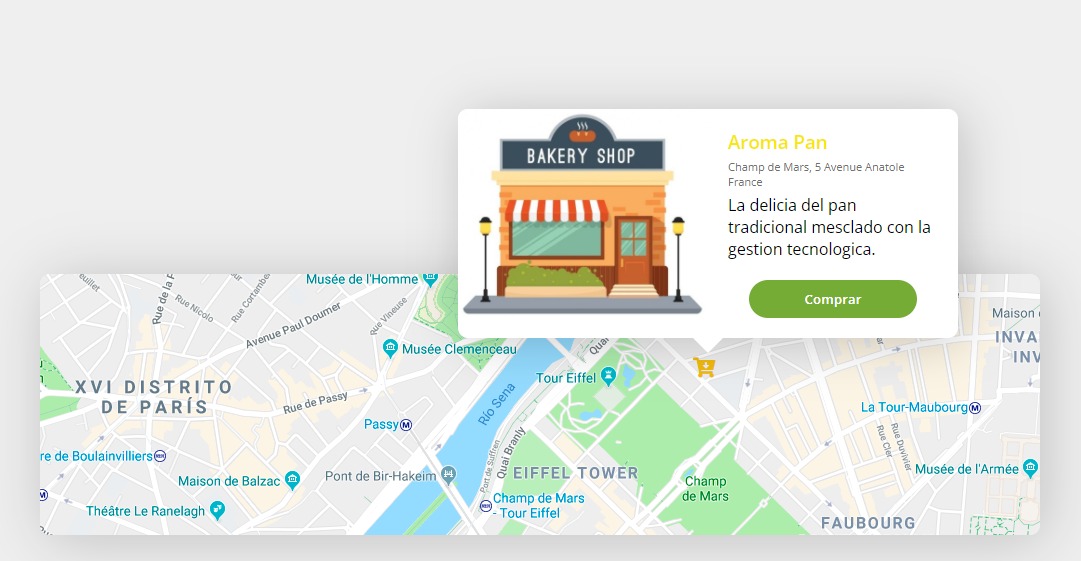 BAKERY SHOP
Aroma Pan
Champ de Mars, 5 Avenue Anatole
France
La delicia del pan
tradicional mesclado con la
gestion tecnologica.
Comprar
Musée de l'Homme
Rue de la
Rue Nicolo
Rue Cortamb
Avenue Paul Doumer
Rue Vineuse
Musée Clemenceau
XVI DISTRITO
DE PARÍS
Rue de Passy
Passy
Río Sena
Tour Eiffel
Quai
Maison
INVA
INV
La Tour-Maubourg
Rue Cler
Rue Duvivier
re de Boulainvilliers
Maison de Balzac
Pont de Bir-Hakeim
Port de Suffren
Quai Branly
EIFFEL TOWER
Champ
de Mars
Musée de l'Armée
Théâtre Le Ranelagh
Champ de Mars
- Tour Eiffel
FAUBOURG